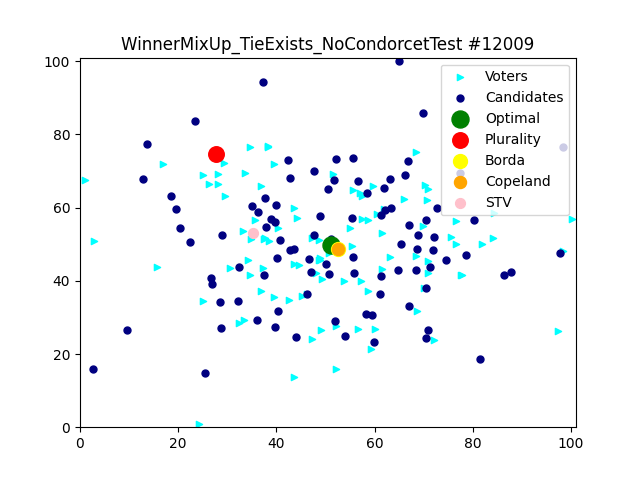 WinnerMixUp_TieExists_NoCondorcetTest #12009
100
80
60
40
20
0
0 20 40 60 80 100
Voters
Candidates
Optimal
Plurality
Borda
Copeland
STV